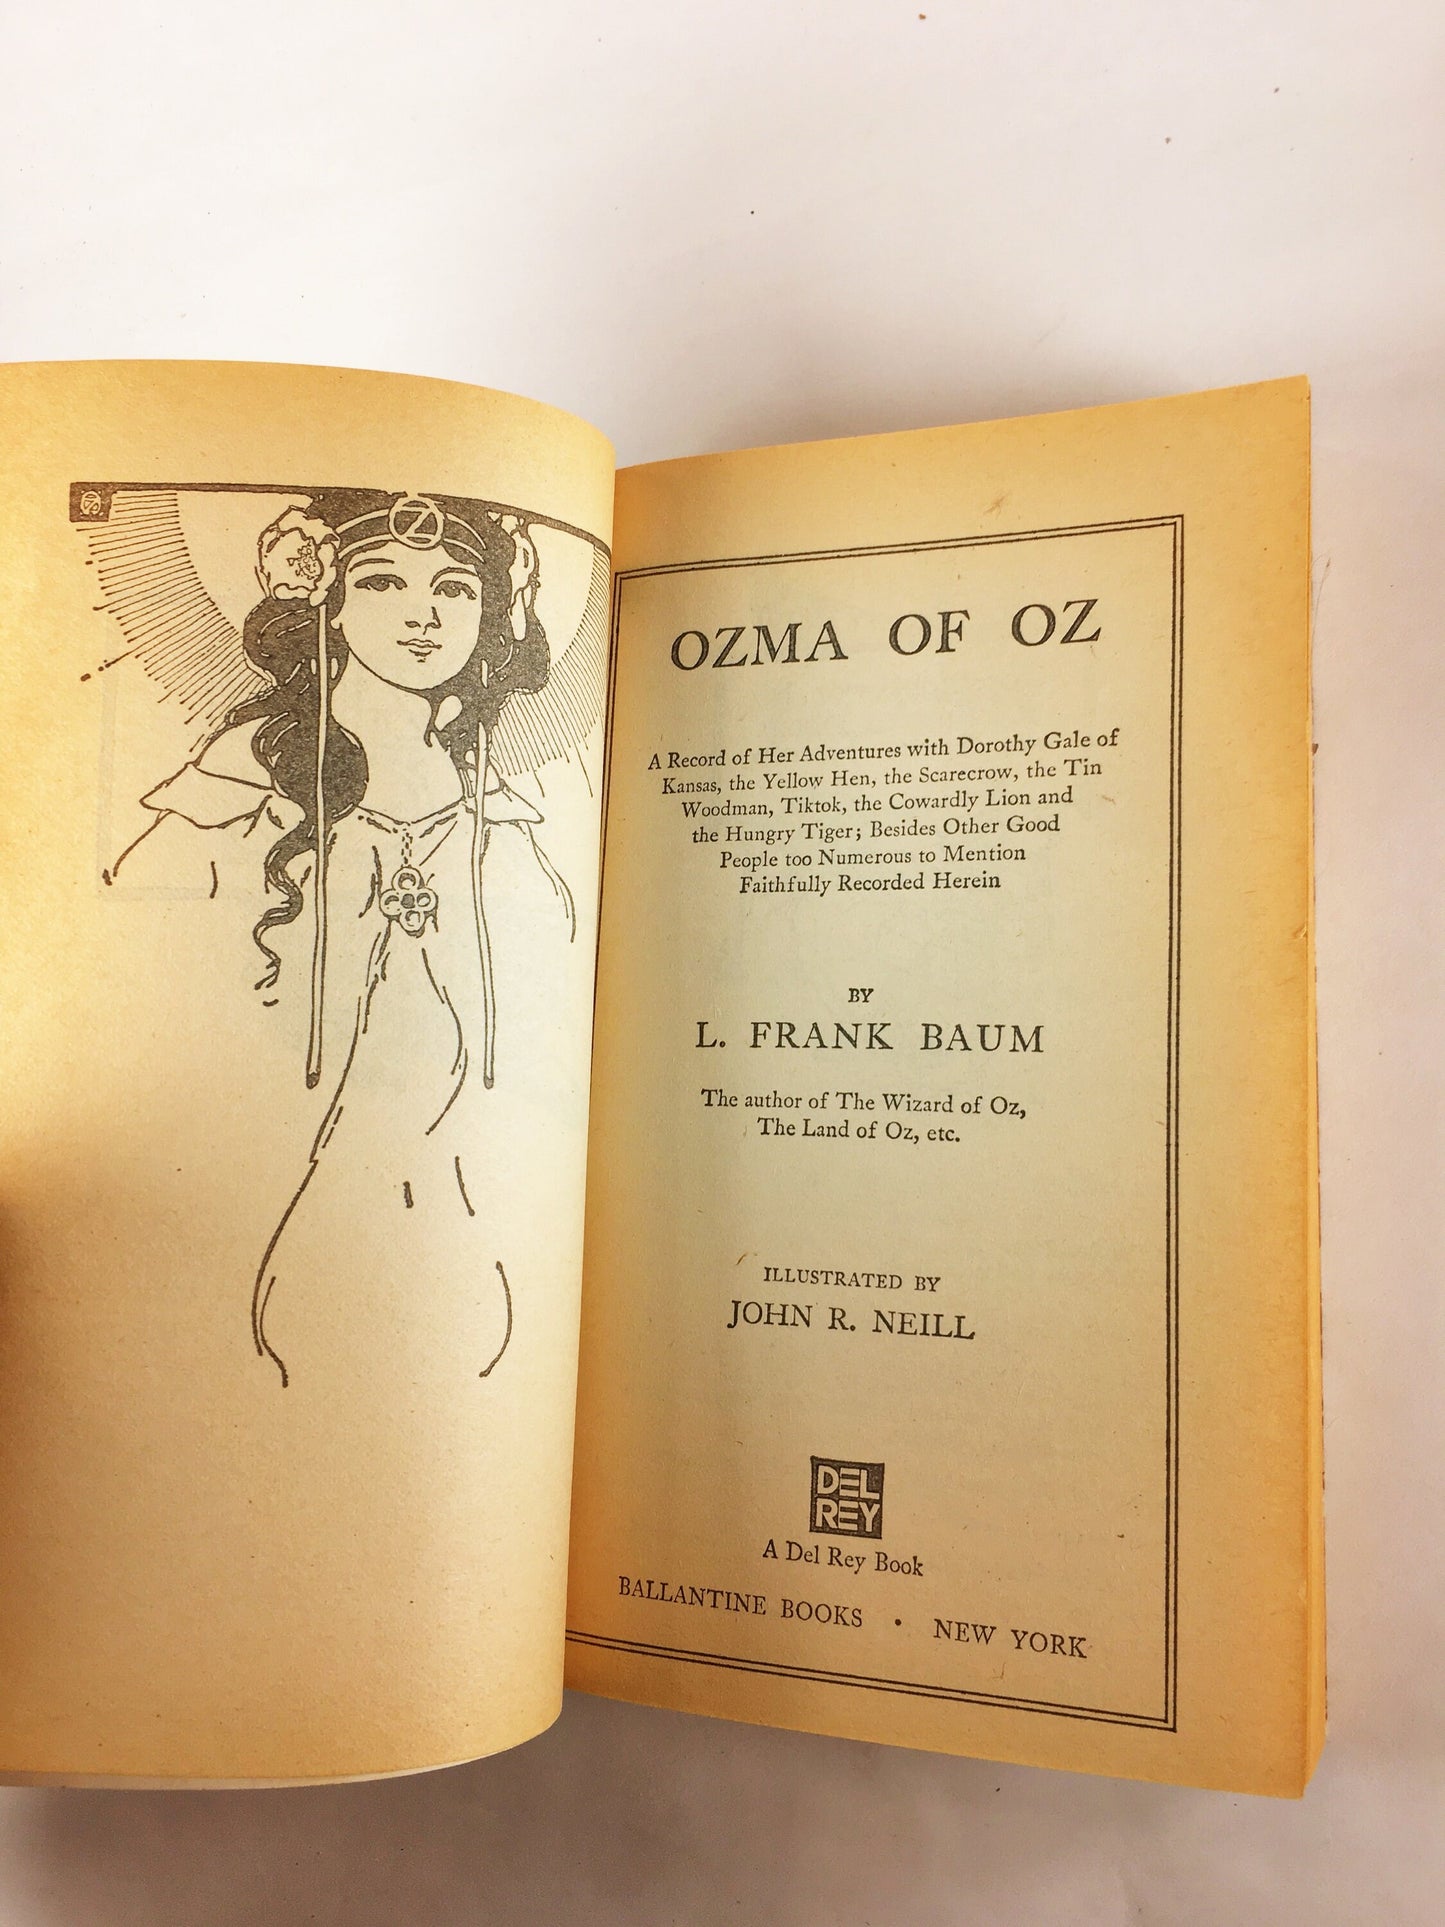 OZ
OZMA OF OZ
A Record of Her Adventures with Dorothy Gale of
Kansas, the Yellow Hen, the Scarecrow, the Tin
Woodman, Tiktok, the Cowardly Lion and
the Hungry Tiger; Besides Other Good
People too Numerous to Mention
Faithfully Recorded Herein
BY
L. FRANK BAUM
The author of The Wizard of Oz,
The Land of Oz, etc.
ILLUSTRATED BY
JOHN R. NEILL
DEL
REY
A Del Rey Book
BALLANTINE BOOKS • NEW YORK